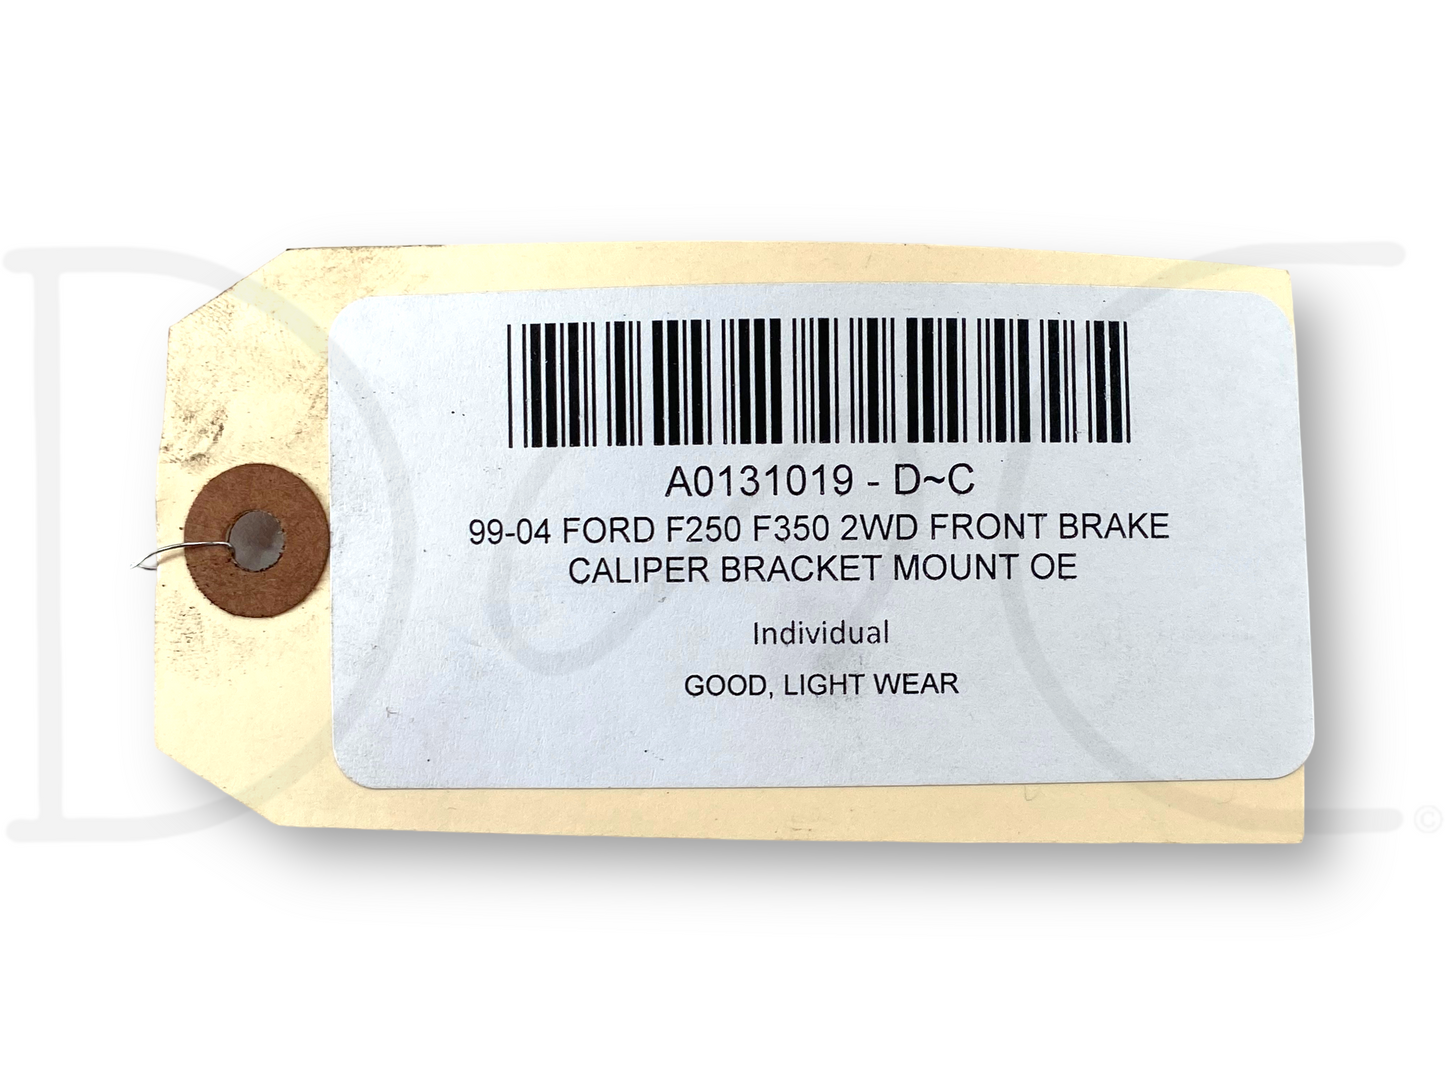 A0131019 - D~C
99-04 FORD F250 F350 2WD FRONT BRAKE
CALIPER BRACKET MOUNT OE
Individual
GOOD, LIGHT WEAR
D~C
©